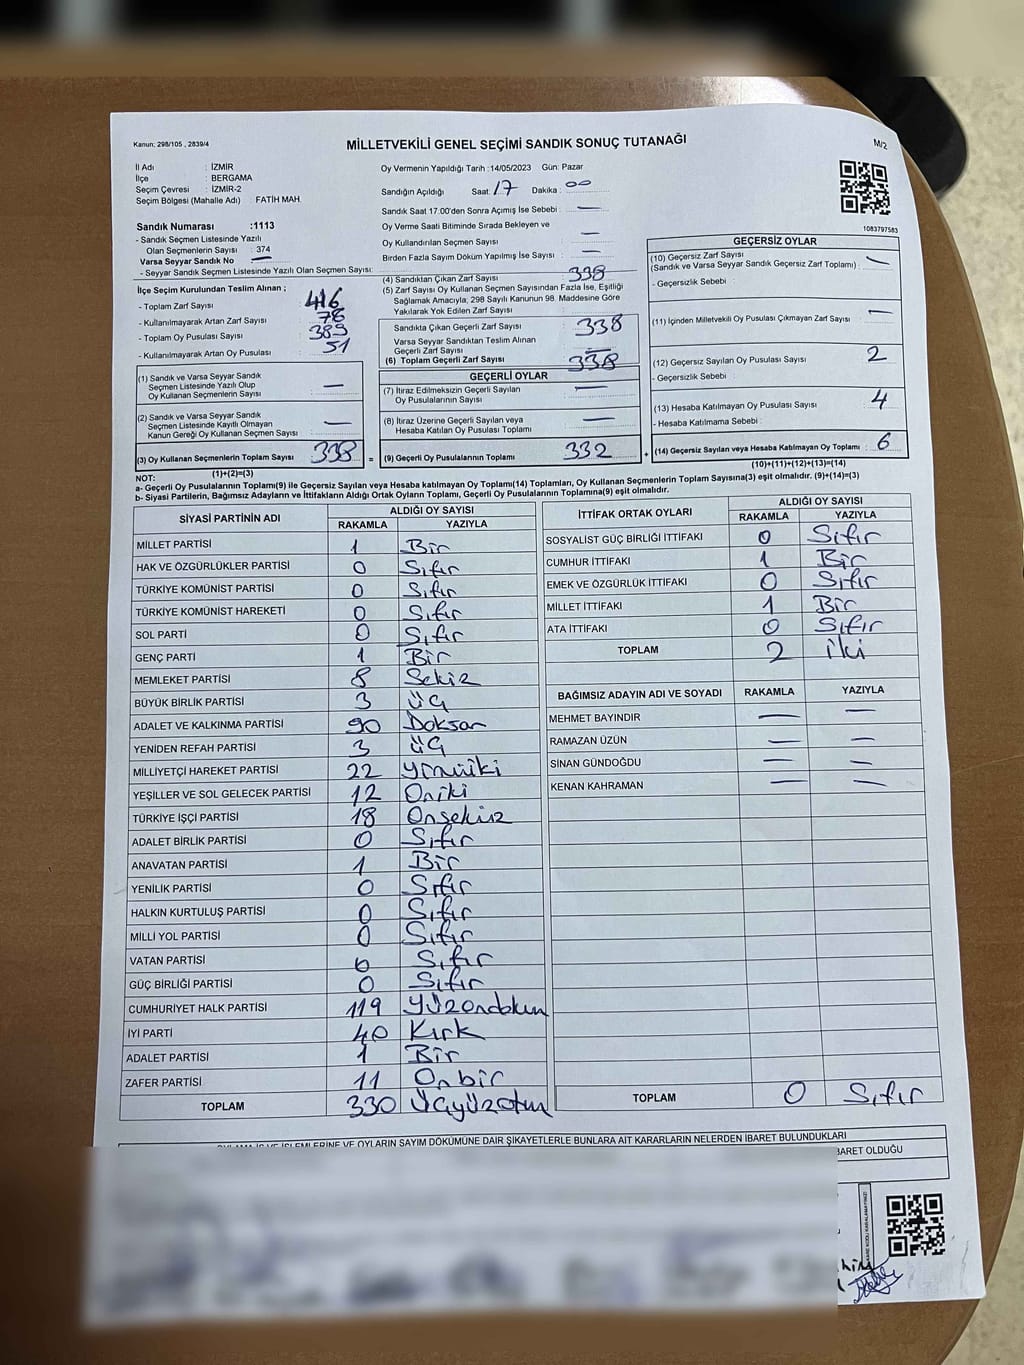 Kanun: 298/105 , 2839/4
MİLLETVEKİLİ GENEL SEÇİMİ SANDIK SONUÇ TUTANAĞI
M/2
İl Adı : İZMİR
İlçe : BERGAMA
Seçim Çevresi : İZMİR-2
Seçim Bölgesi (Mahalle Adı) FATİH MAH.
Sandık Numarası :1113
- Sandık Seçmen Listesinde Yazılı
Olan Seçmenlerin Sayısı : 374
Varsa Seyyar Sandık No —
- Seyyar Sandık Seçmen Listesinde Yazılı Olan Seçmen Sayısı:
İlçe Seçim Kurulundan Teslim Alınan ;
- Toplam Zarf Sayısı : 416
- Kullanılmayarak Artan Zarf Sayısı : 78
- Toplam Oy Pusulası Sayısı : 389
- Kullanılmayarak Artan Oy Pusulası : 51
(1) Sandık ve Varsa Seyyar Sandık
Seçmen Listesinde Yazılı Olup
Oy Kullanan Seçmenlerin Sayısı : —
(2) Sandık ve Varsa Seyyar Sandık
Seçmen Listesinde Kayıtlı Olmayan
Kanun Gereği Oy Kullanan Seçmen Sayısı : —
(3) Oy Kullanan Seçmenlerin Toplam Sayısı : 338
(1)+(2)=(3)
Oy Vermenin Yapıldığı Tarih :14/05/2023 Gün: Pazar
Sandığın Açıldığı Saat: 17 Dakika : 00
Sandık Saat 17.00'den Sonra Açımış İse Sebebi : —
Oy Verme Saati Bitiminde Sırada Bekleyen ve
Oy Kullandırılan Seçmen Sayısı : —
Birden Fazla Sayım Döküm Yapılmış İse Sayısı : —
(4) Sandıktan Çıkan Zarf Sayısı : 338
(5) Zarf Sayısı Oy Kullanan Seçmen Sayısından Fazla İse, Eşitliği
Sağlamak Amacıyla, 298 Sayılı Kanunun 98. Maddesine Göre
Yakılarak Yok Edilen Zarf Sayısı :
Sandıkta Çıkan Geçerli Zarf Sayısı : 338
Varsa Seyyar Sandıktan Teslim Alınan
Geçerli Zarf Sayısı : —
(6) Toplam Geçerli Zarf Sayısı : 338
GEÇERLİ OYLAR
(7) İtiraz Edilmeksizin Geçerli Sayılan
Oy Pusulalarının Sayısı : —
(8) İtiraz Üzerine Geçerli Sayılan veya
Hesaba Katılan Oy Pusulası Toplamı : —
= (9) Geçerli Oy Pusulalarının Toplamı : 332
1083797583
GEÇERSİZ OYLAR
(10) Geçersiz Zarf Sayısı
(Sandık ve Varsa Seyyar Sandık Geçersiz Zarf Toplamı) : —
- Geçersizlik Sebebi :
(11) İçinden Milletvekili Oy Pusulası Çıkmayan Zarf Sayısı : —
(12) Geçersiz Sayılan Oy Pusulası Sayısı : 2
- Geçersizlik Sebebi :
(13) Hesaba Katılmayan Oy Pusulası Sayısı : 4
- Hesaba Katılmama Sebebi :
+ (14) Geçersiz Sayılan veya Hesaba Katılmayan Oy Toplamı : 6
(10)+(11)+(12)+(13)=(14)
NOT:
a- Geçerli Oy Pusulalarının Toplamı(9) ile Geçersiz Sayılan veya Hesaba katılmayan Oy Toplamı(14) Toplamları, Oy Kullanan Seçmenlerin Toplam Sayısına(3) eşit olmalıdır. (9)+(14)=(3)
b- Siyasi Partilerin, Bağımsız Adayların ve İttifakların Aldığı Ortak Oyların Toplamı, Geçerli Oy Pusulalarının Toplamına(9) eşit olmalıdır.
SİYASİ PARTİNİN ADI ALDIĞI OY SAYISI
RAKAMLA YAZIYLA
MİLLET PARTİSİ 1 Bir
HAK VE ÖZGÜRLÜKLER PARTİSİ 0 Sıfır
TÜRKİYE KOMÜNİST PARTİSİ 0 Sıfır
TÜRKİYE KOMÜNİST HAREKETİ 0 Sıfır
SOL PARTİ 0 Sıfır
GENÇ PARTİ 1 Bir
MEMLEKET PARTİSİ 8 Sekiz
BÜYÜK BİRLİK PARTİSİ 3 Üç
ADALET VE KALKINMA PARTİSİ 90 Doksan
YENİDEN REFAH PARTİSİ 3 Üç
MİLLİYETÇİ HAREKET PARTİSİ 22 Yirmiiki
YEŞİLLER VE SOL GELECEK PARTİSİ 12 Oniki
TÜRKİYE İŞÇİ PARTİSİ 18 Onsekiz
ADALET BİRLİK PARTİSİ 0 Sıfır
ANAVATAN PARTİSİ 1 Bir
YENİLİK PARTİSİ 0 Sıfır
HALKIN KURTULUŞ PARTİSİ 0 Sıfır
MİLLİ YOL PARTİSİ 0 Sıfır
VATAN PARTİSİ 0 Sıfır
GÜÇ BİRLİĞİ PARTİSİ 0 Sıfır
CUMHURİYET HALK PARTİSİ 119
İYİ PARTİ 40 Kırk
ADALET PARTİSİ 1 Bir
ZAFER PARTİSİ 11 Onbir
TOPLAM 330 Üçyüzotuz
İTTİFAK ORTAK OYLARI ALDIĞI OY SAYISI
RAKAMLA YAZIYLA
SOSYALİST GÜÇ BİRLİĞİ İTTİFAKI 0 Sıfır
CUMHUR İTTİFAKI 1 Bir
EMEK VE ÖZGÜRLÜK İTTİFAKI 0 Sıfır
MİLLET İTTİFAKI 1 Bir
ATA İTTİFAKI 0 Sıfır
TOPLAM 2 iki
BAĞIMSIZ ADAYIN ADI VE SOYADI RAKAMLA YAZIYLA
MEHMET BAYINDIR — —
RAMAZAN ÜZÜN — —
SİNAN GÜNDOĞDU — —
KENAN KAHRAMAN — —
TOPLAM 0 Sıfır
OYLAMA İŞ VE İŞLEMLERİNE VE OYLARIN SAYIM DÖKÜMÜNE DAİR ŞİKAYETLERLE BUNLARA AİT KARARLARIN NELERDEN İBARET BULUNDUKLARI
BARET OLDUĞU